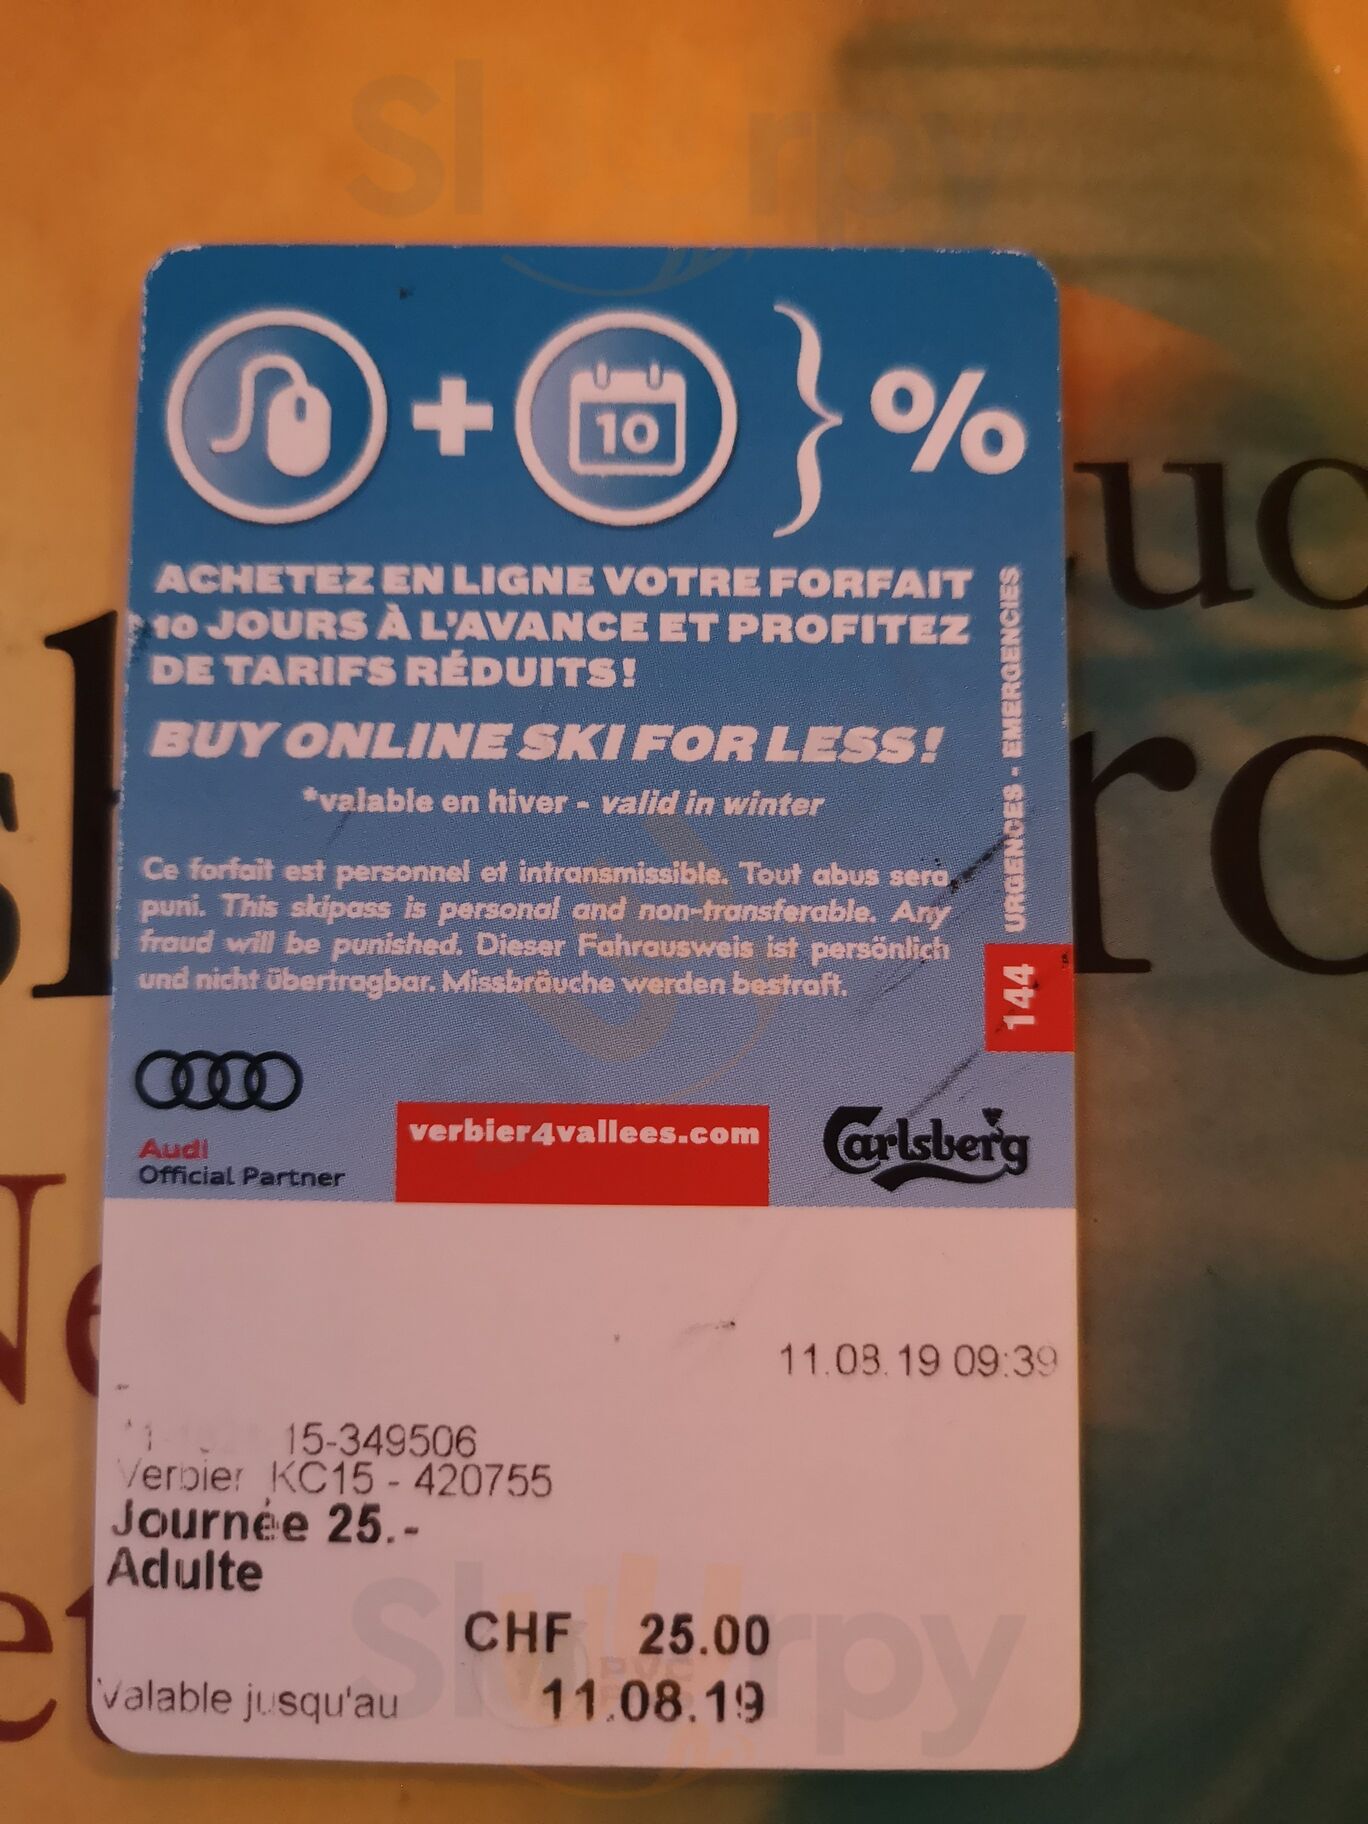 Slurpy
10
%
ACHETEZ EN LIGNE VOTRE FORFAIT
10 JOURS À L'AVANCE ET PROFITEZ
DE TARIFS RÉDUITS!
BUY ONLINE SKI FOR LESS!
*valable en hiver - valid in winter
Ce forfait est personnel et intransmissible. Tout abus sera
puni. This skipass is personal and non-transferable. Any
fraud will be punished. Dieser Fahrausweis ist persönlich
und nicht übertragbar. Missbräuche werden bestraft.
URGENCES - EMERGENCIES
144
Audi
Official Partner
verbier4vallees.com
Carlsberg
11.08.19 09:39
15-349506
Verbier KC15 - 420755
Journée 25.-
Adulte
CHF 25.00
Valable jusqu'au 11.08.19
Slurpy